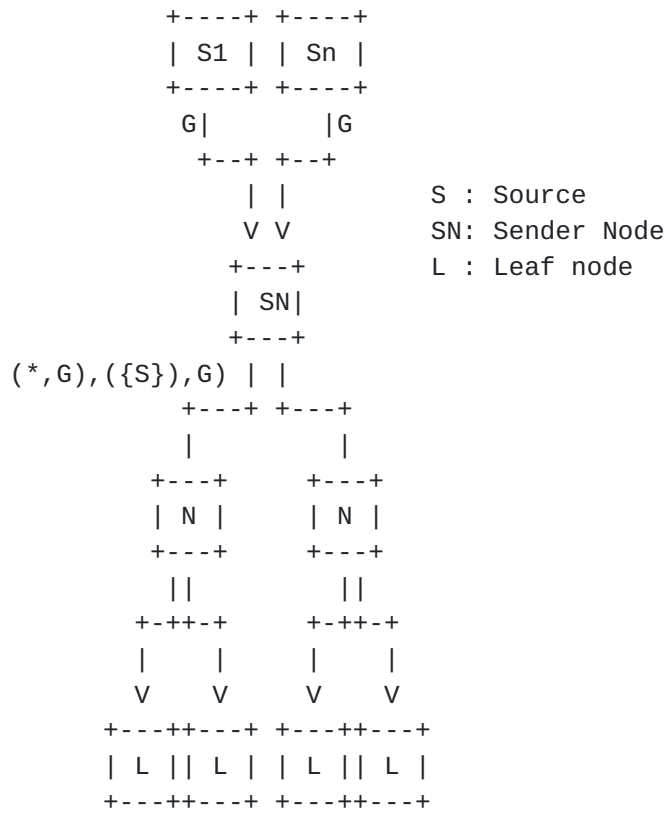 +----+ +----+
| S1 | | Sn |
+----+ +----+
G|       |G
+--+ +--+
| |          S : Source
V V          SN: Sender Node
+---+        L : Leaf node
| SN|
+---+
(*,G),({S}),G) | |
+---+ +---+
|         |
+---+     +---+
| N |     | N |
+---+     +---+
||         ||
+-++-+     +-++-+
|    |     |    |
V    V     V    V
+---++---+ +---++---+
| L || L | | L || L |
+---++---+ +---++---+